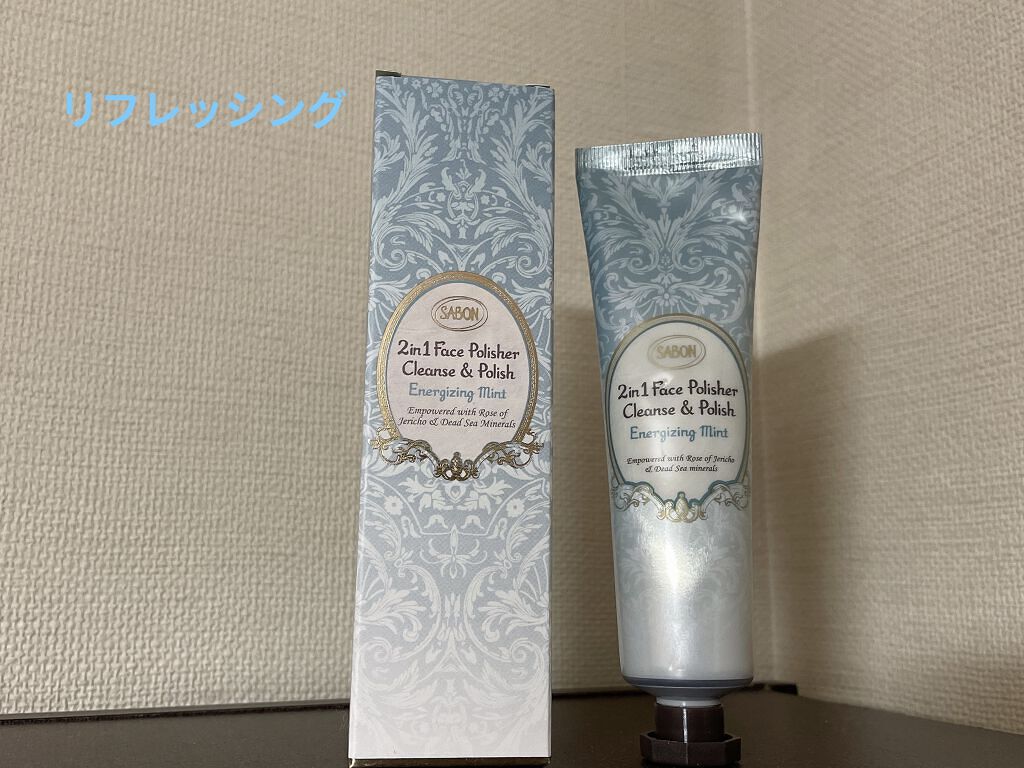 リフレッシング
SABON
2in1 Face Polisher
Cleanse & Polish
Energizing Mint
Empowered with Rose of
Jericho & Dead Sea Minerals
SABON
2in1 Face Polisher
Cleanse & Polish
Energizing Mint
Empowered with Rose of Jericho
& Dead Sea minerals